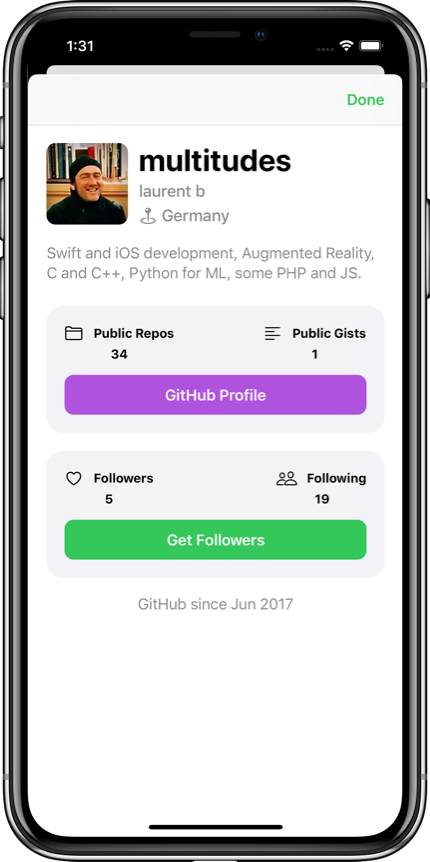 1:31
Done
multitudes
laurent b
Germany
Swift and iOS development, Augmented Reality,
C and C++, Python for ML, some PHP and JS.
Public Repos Public Gists
34 1
GitHub Profile
Followers Following
5 19
Get Followers
GitHub since Jun 2017